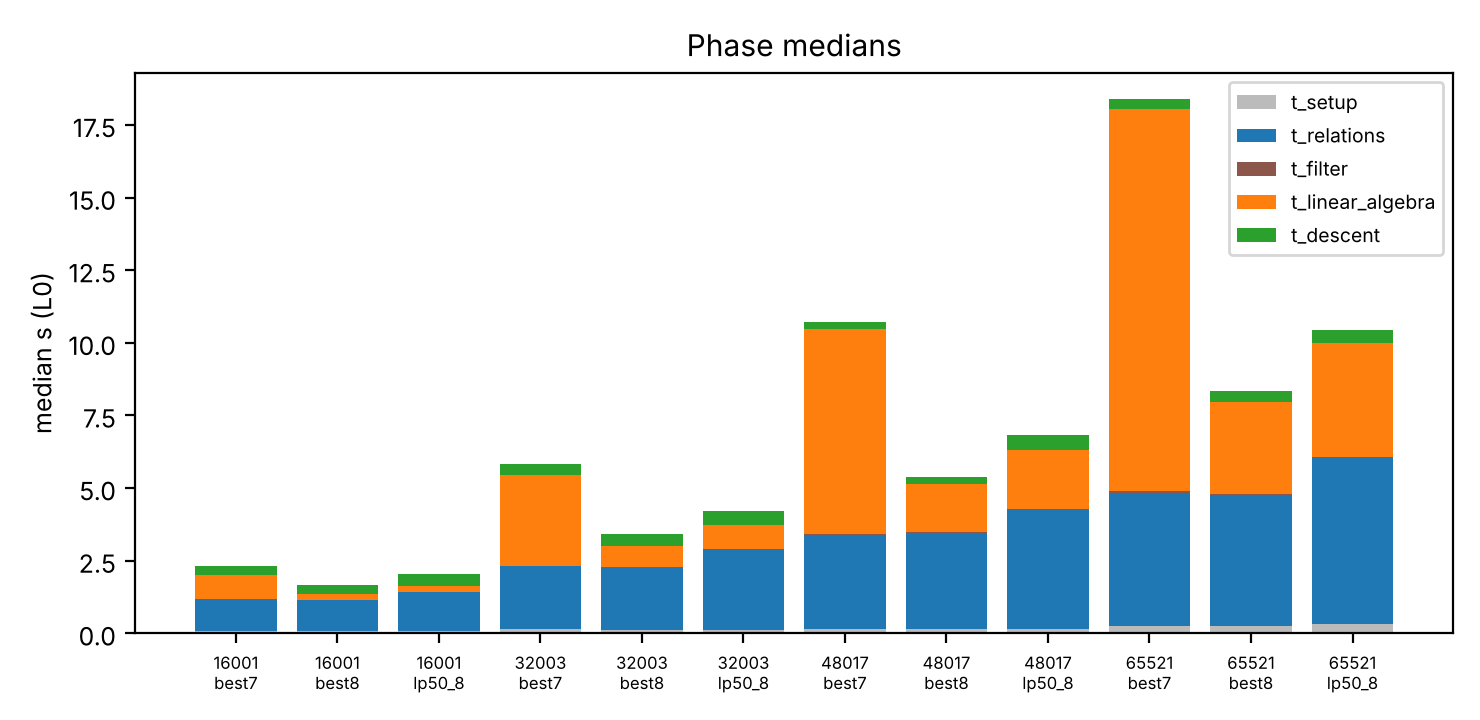 Phase medians
median s (L0)
17.5
15.0
12.5
10.0
7.5
5.0
2.5
0.0
t_setup
t_relations
t_filter
t_linear_algebra
t_descent
16001
best7
16001
best8
16001
lp50_8
32003
best7
32003
best8
32003
lp50_8
48017
best7
48017
best8
48017
lp50_8
65521
best7
65521
best8
65521
lp50_8